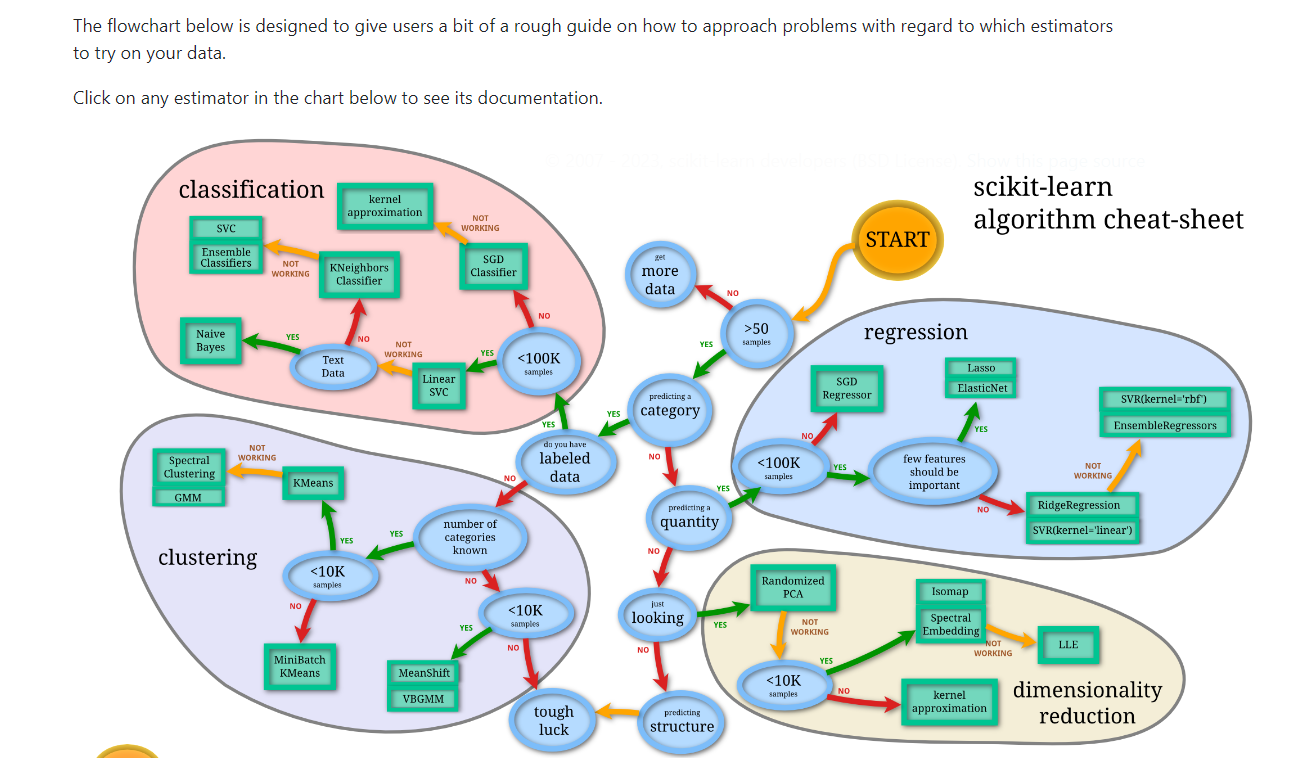 The flowchart below is designed to give users a bit of a rough guide on how to approach problems with regard to which estimators
to try on your data.
Click on any estimator in the chart below to see its documentation.
scikit-learn
algorithm cheat-sheet
START
classification
kernel
approximation
NOT
WORKING
SVC
Ensemble
Classifiers
NOT
WORKING
KNeighbors
Classifier
SGD
Classifier
NO
Naive
Bayes
YES
NO
Text
Data
NOT
WORKING
Linear
SVC
YES
<100K
samples
get
more
data
NO
>50
samples
YES
predicting a
category
YES
NO
do you have
labeled
data
YES
NO
predicting a
quantity
YES
NO
just
looking
YES
NO
predicting
structure
tough
luck
regression
SGD
Regressor
NO
<100K
samples
YES
Lasso
ElasticNet
YES
few features
should be
important
NO
SVR(kernel='rbf')
EnsembleRegressors
NOT
WORKING
RidgeRegression
SVR(kernel='linear')
clustering
Spectral
Clustering
GMM
NOT
WORKING
KMeans
YES
<10K
samples
NO
MiniBatch
KMeans
YES
number of
categories
known
NO
<10K
samples
YES
NO
MeanShift
VBGMM
dimensionality
reduction
Randomized
PCA
NOT
WORKING
<10K
samples
YES
NO
Isomap
Spectral
Embedding
NOT
WORKING
LLE
kernel
approximation